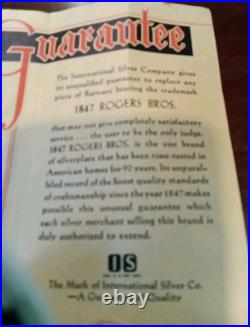 Guarantee
The International Silver Company gives
its unqualified guarantee to replace any
piece of flatware bearing the trademark
1847 ROGERS BROS.
that may not give completely satisfactory
service . . . the user to be the only judge.
1847 ROGERS BROS. is the one brand
of silverplate that has been time-tested in
American homes for 90 years. Its unparal-
leled record of the finest quality standards
of craftsmanship since the year 1847 makes
possible this unusual guarantee which
each silver merchant selling this brand is
duly authorized to extend.
IS
The Mark of International Silver Co.
—A Gu Quality